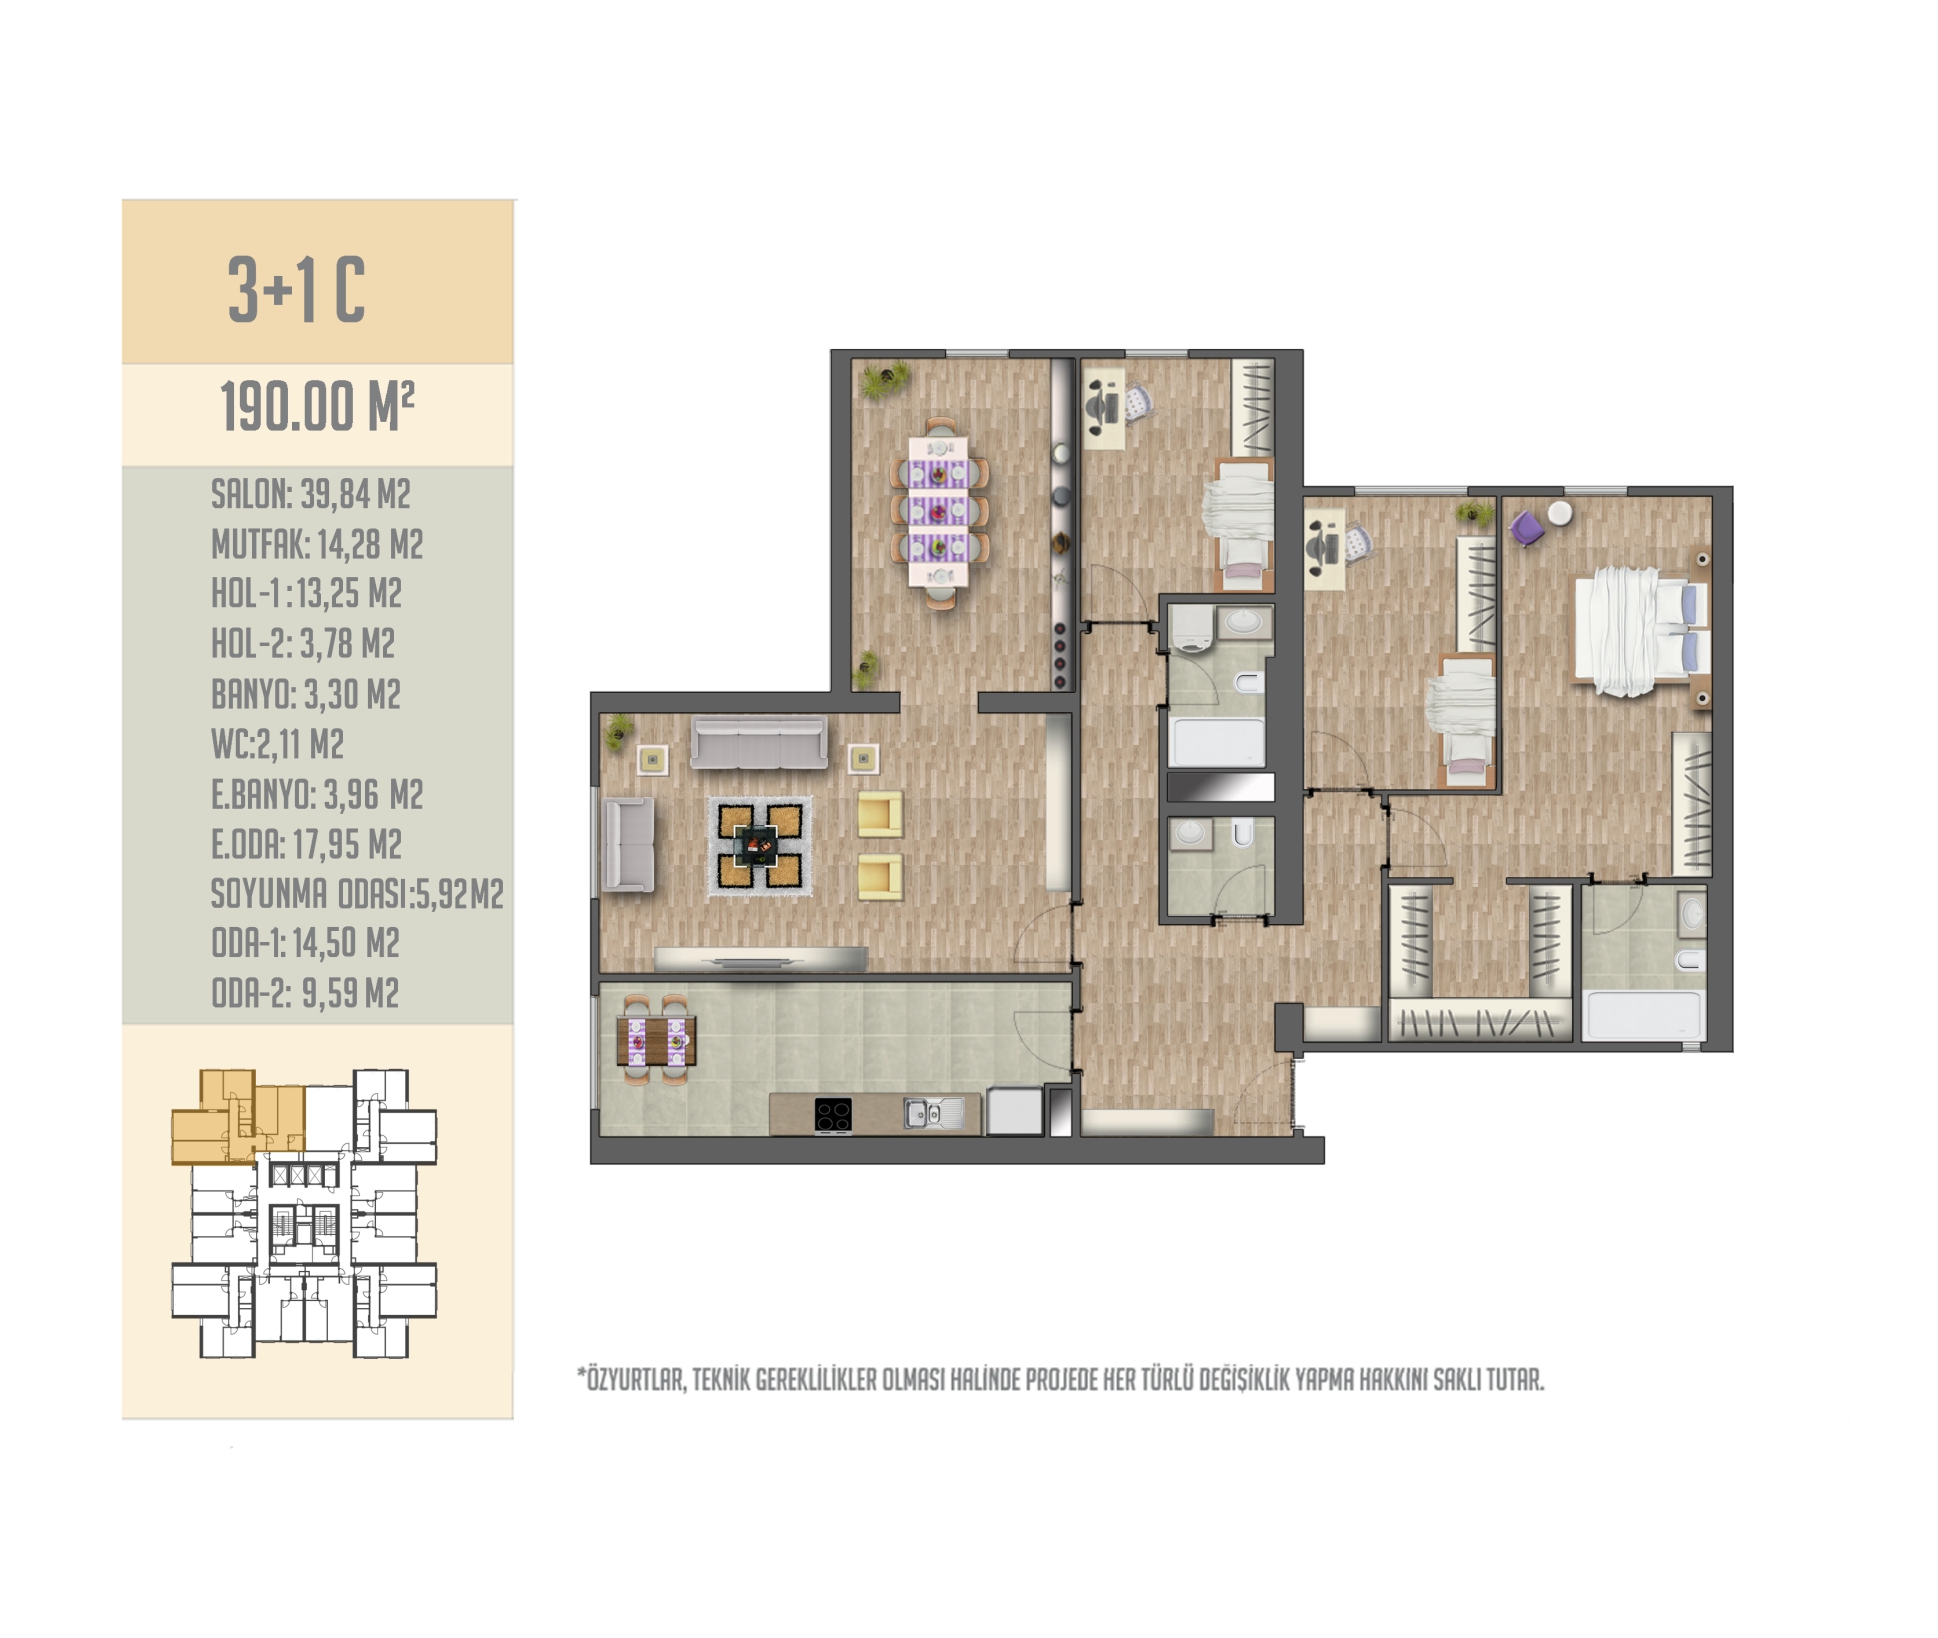 3+1 C
190.00 M²
SALON: 39,84 M2
MUTFAK: 14,28 M2
HOL-1 :13,25 M2
HOL-2: 3,78 M2
BANYO: 3,30 M2
WC:2,11 M2
E.BANYO: 3,96 M2
E.ODA: 17,95 M2
SOYUNMA ODASI:5,92M2
ODA-1: 14,50 M2
ODA-2: 9,59 M2
*ÖZYURTLAR, TEKNİK GEREKLİLİKLER OLMASI HALİNDE PROJEDE HER TÜRLÜ DEĞİŞİKLİK YAPMA HAKKINI SAKLI TUTAR.